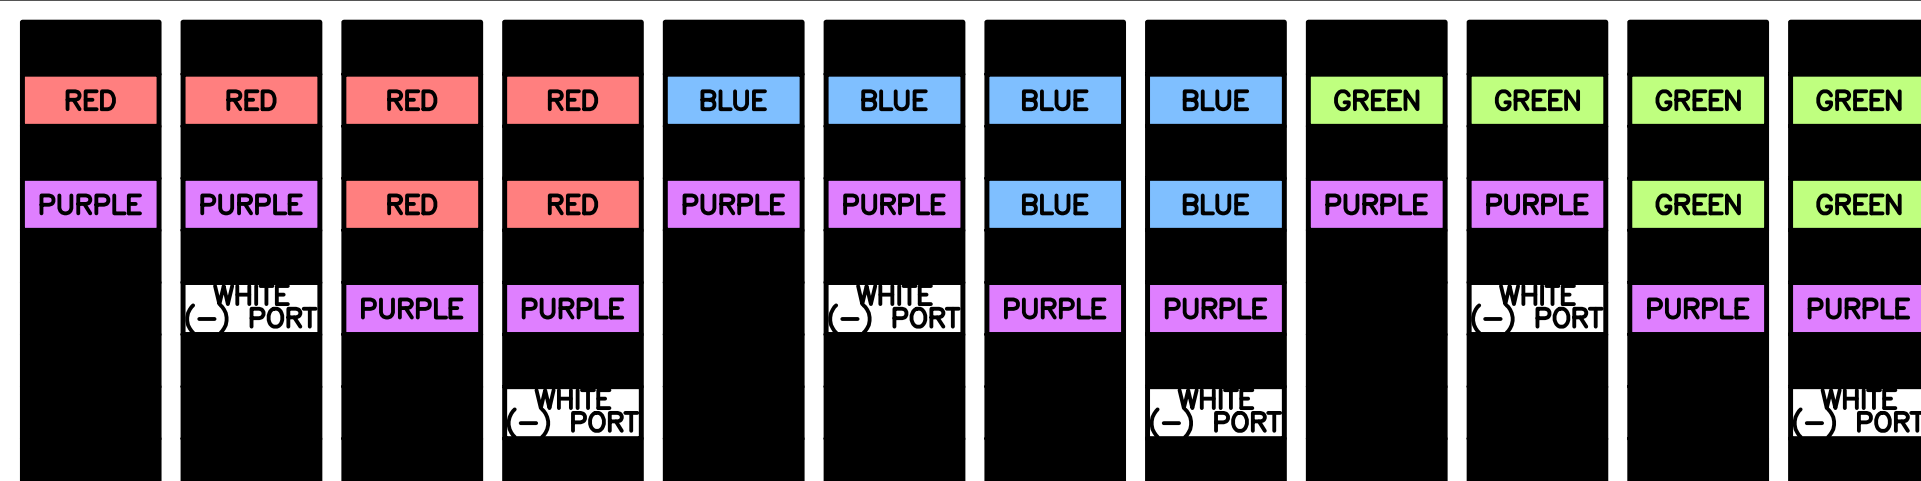 RED RED RED RED BLUE BLUE BLUE BLUE GREEN GREEN GREEN GREEN
PURPLE PURPLE RED RED PURPLE PURPLE BLUE BLUE PURPLE PURPLE GREEN GREEN
WHITE WHITE WHITE
(-) PORT PURPLE PURPLE (-) PORT PURPLE PURPLE (-) PORT PURPLE PURPLE
WHITE WHITE WHITE
(-) PORT (-) PORT (-) PORT